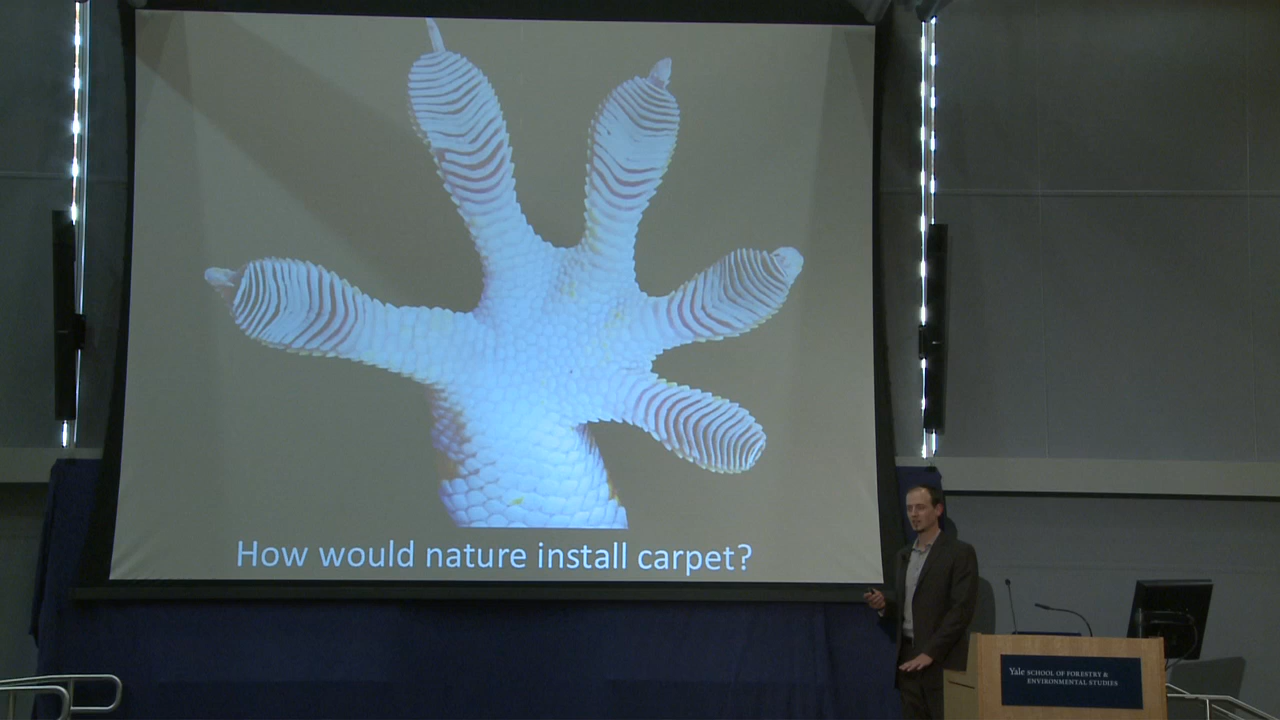 How would nature install carpet?
Yale SCHOOL OF FORESTRY &
ENVIRONMENTAL STUDIES